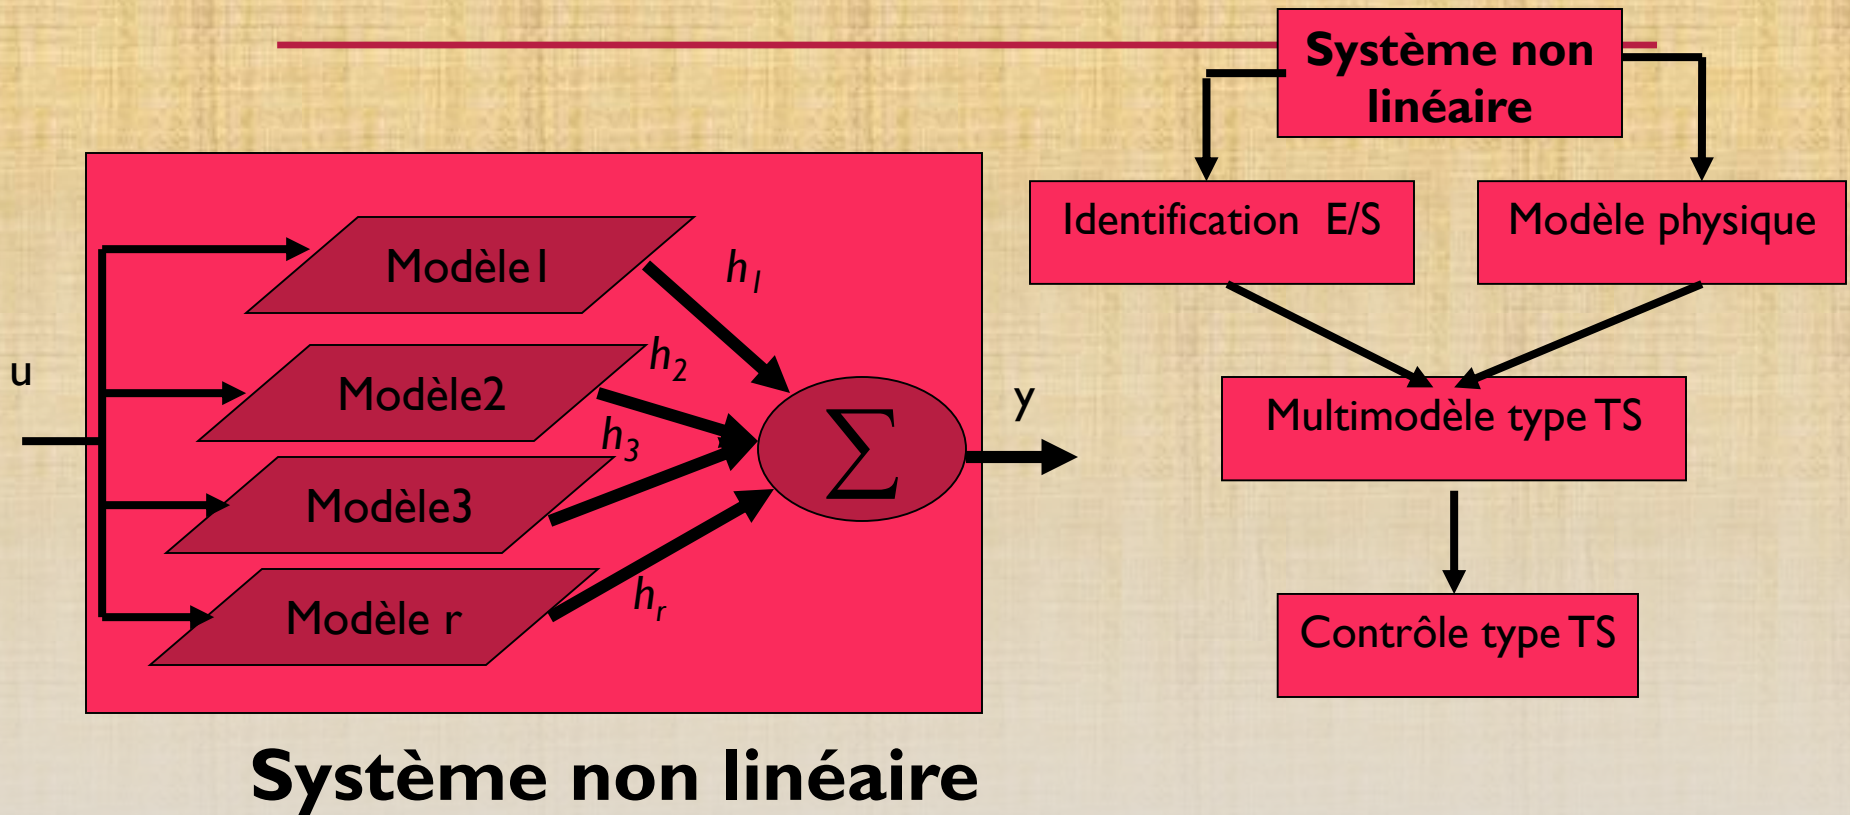 Système non
linéaire
Identification E/S
Modèle physique
Multimodèle type TS
Contrôle type TS
u
Modèle1
Modèle2
Modèle3
Modèle r
h1
h2
h3
hr
Σ
y
Système non linéaire